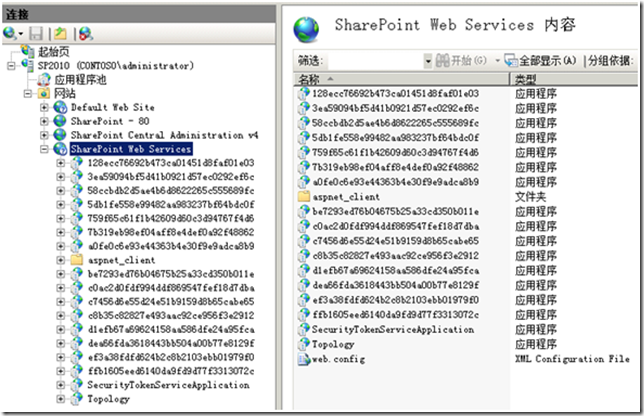 连接
起始页
SP2010 (CONTOSO\administrator)
应用程序池
网站
Default Web Site
SharePoint - 80
SharePoint Central Administration v4
SharePoint Web Services
128ecc76692b473ca01451d8faf01e03
3ea59094bf5d41b0921d57ec0292ef6c
58ccbdb2d5ae4b6d8622265c555689fc
5db1fe558e99482aa983237bf64bdc0f
759f65c61f1b42609d60c3d94767f4d6
7b319eb98ef04aff8e4def0a92f48862
a0fe0c6e93e44363b4e30f9e9adca8b9
aspnet_client
be7293ed76b04675b25a33cd350b011e
c0ac2d0fdf994ddf869547fef18d7dba
c7456d6e55d24e51b9159d8b65cabe65
c8b35c82827e493aac92ce956f3e2912
d1efb67a69624158aa586dfe24a95fca
dea66fda3618443bb504a00b77e8129f
ef3a38fdfd624b2c8b2103ebb01979f0
ffb1605eed6140da9fd9d77f3313072c
SecurityTokenServiceApplication
Topology
SharePoint Web Services 内容
筛选: 开始(G) 全部显示(A) 分组依据:
名称 类型
128ecc76692b473ca01451d8faf01e03 应用程序
3ea59094bf5d41b0921d57ec0292ef6c 应用程序
58ccbdb2d5ae4b6d8622265c555689fc 应用程序
5db1fe558e99482aa983237bf64bdc0f 应用程序
759f65c61f1b42609d60c3d94767f4d6 应用程序
7b319eb98ef04aff8e4def0a92f48862 应用程序
a0fe0c6e93e44363b4e30f9e9adca8b9 应用程序
aspnet_client 文件夹
be7293ed76b04675b25a33cd350b011e 应用程序
c0ac2d0fdf994ddf869547fef18d7dba 应用程序
c7456d6e55d24e51b9159d8b65cabe65 应用程序
c8b35c82827e493aac92ce956f3e2912 应用程序
d1efb67a69624158aa586dfe24a95fca 应用程序
dea66fda3618443bb504a00b77e8129f 应用程序
ef3a38fdfd624b2c8b2103ebb01979f0 应用程序
ffb1605eed6140da9fd9d77f3313072c 应用程序
SecurityTokenServiceApplication 应用程序
Topology 应用程序
web.config XML Configuration File